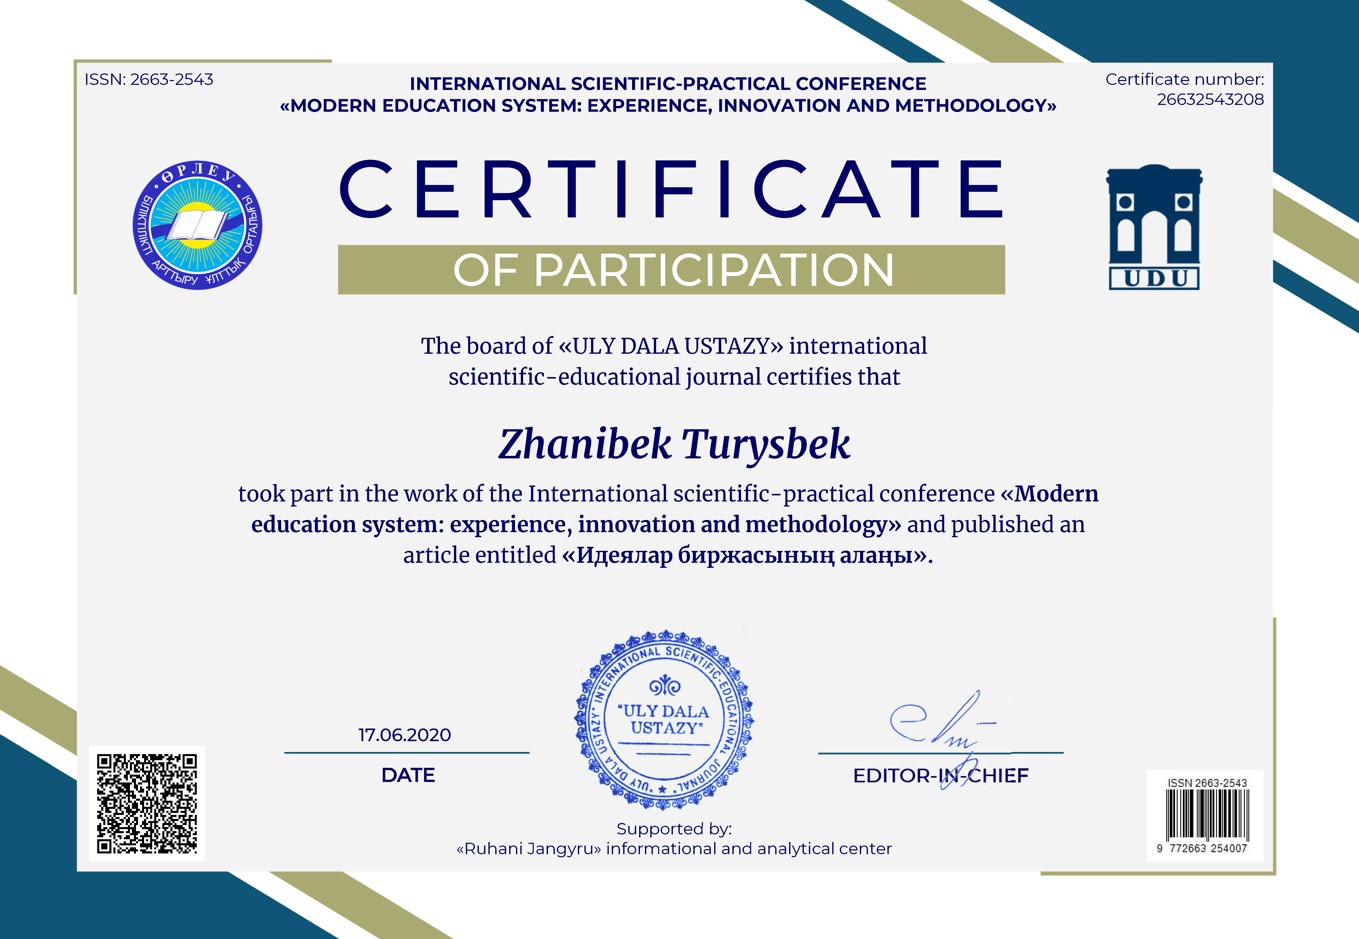 ISSN: 2663-2543
INTERNATIONAL SCIENTIFIC-PRACTICAL CONFERENCE
«MODERN EDUCATION SYSTEM: EXPERIENCE, INNOVATION AND METHODOLOGY»
Certificate number:
26632543208
ӨРЛЕУ
БІЛІКТІЛІКТІ АРТТЫРУ ҰЛТТЫҚ ОРТАЛЫҒЫ
CERTIFICATE
OF PARTICIPATION
UDU
The board of «ULY DALA USTAZY» international
scientific-educational journal certifies that
Zhanibek Turysbek
took part in the work of the International scientific-practical conference «Modern
education system: experience, innovation and methodology» and published an
article entitled «Идеялар биржасының алаңы».
17.06.2020
DATE
"ULY DALA USTAZY" INTERNATIONAL SCIENTIFIC-EDUCATIONAL JOURNAL
"ULY DALA
USTAZY"
EDITOR-IN-CHIEF
Supported by:
«Ruhani Jangyru» informational and analytical center
ISSN 2663-2543
9 772663 254007